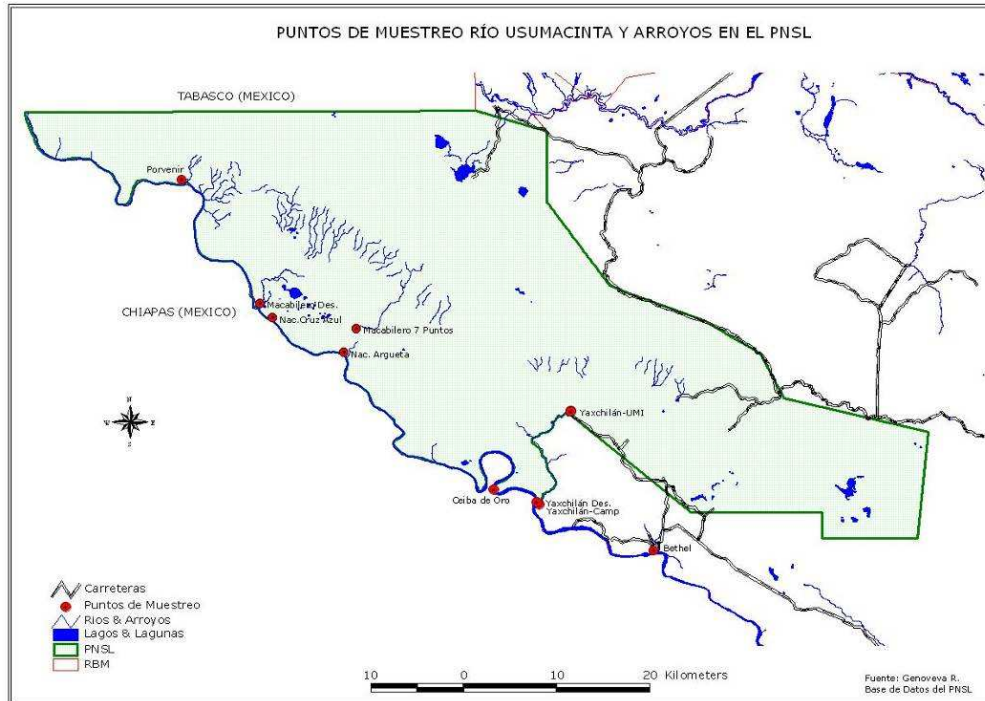 PUNTOS DE MUESTREO RÍO USUMACINTA Y ARROYOS EN EL PNSL
TABASCO (MEXICO)
Porvenir
CHIAPAS (MEXICO)
Macabilero Des.
Nac.Cruz Azul
Macabilero 7 Puntos
Nac. Argueta
Yaxchilán-UMI
Ceiba de Oro
Yaxchilán Des.
Yaxchilán-Camp
Bethel
N
W
E
S
Carreteras
Puntos de Muestreo
Rios & Arroyos
Lagos & Lagunas
PNSL
RBM
10 0 10 20 Kilometers
Fuente: Genoveva R.
Base de Datos del PNSL